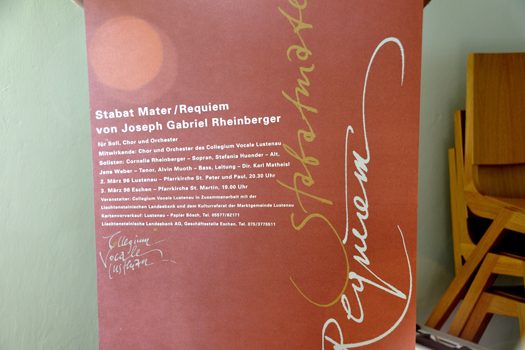 Stabat Mater/Requiem
von Joseph Gabriel Rheinberger
für Soli, Chor und Orchester
Mitwirkende: Chor und Orchester des Collegium Vocale Lustenau
Solisten: Cornelia Rheinberger – Sopran, Stefanie Huonder – Alt,
Jens Weber – Tenor, Alvin Muoth – Bass, Leitung – Dir. Karl Matheisl
2. März 96 Lustenau – Pfarrkirche St. Peter und Paul, 20.30 Uhr
3. März 96 Eschen – Pfarrkirche St. Martin, 19.00 Uhr
Veranstalter: Collegium Vocale Lustenau in Zusammenarbeit mit der
Liechtensteinischen Landesbank und dem Kulturreferat der Marktgemeinde Lustenau
Kartenvorverkauf: Lustenau – Papier Bösch, Tel. 05577/82171
Liechtensteinische Landesbank AG, Geschäftsstelle Eschen, Tel. 075/3775511
Collegium
Vocale
Lustenau
Stabat mater
Requiem